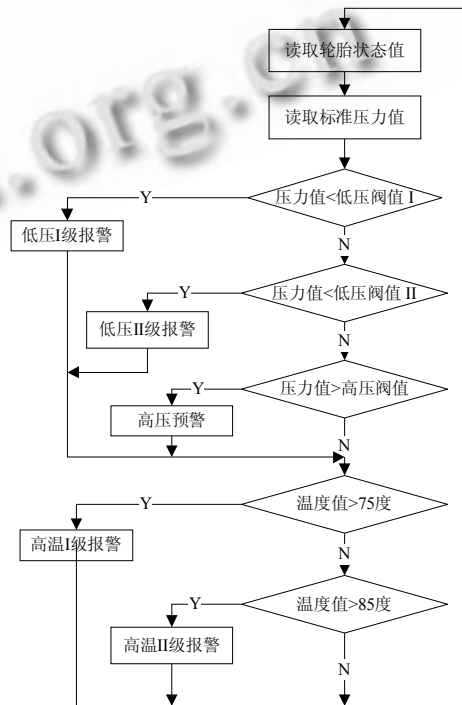 读取轮胎状态值
读取标准压力值
压力值<低压阀值 I
Y
低压I级报警
N
压力值<低压阀值 II
Y
低压II级报警
N
压力值>高压阀值
Y
高压预警
N
温度值>75度
Y
高温I级报警
N
温度值>85度
Y
高温II级报警
N
.org.cn